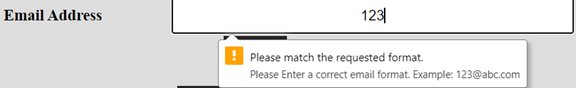 Email Address
123
Please match the requested format.
Please Enter a correct email format. Example: 123@abc.com